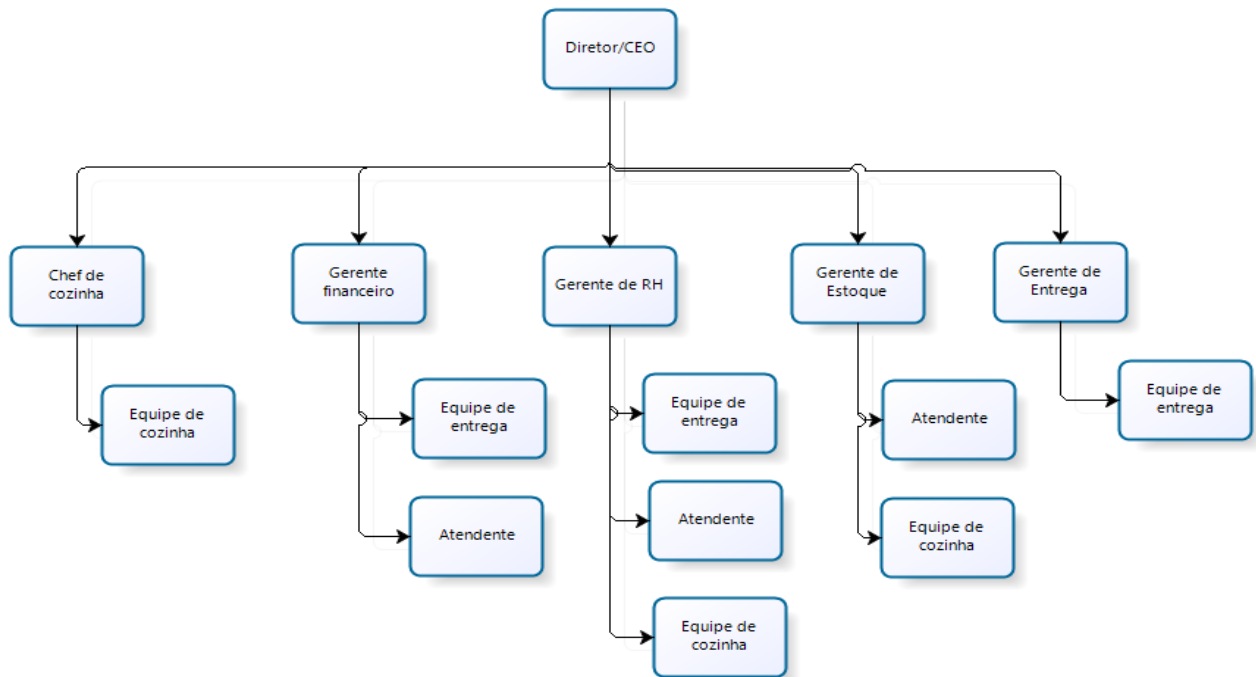 Diretor/CEO
Chef de
cozinha
Gerente
financeiro
Gerente de RH
Gerente de
Estoque
Gerente de
Entrega
Equipe de
cozinha
Equipe de
entrega
Atendente
Equipe de
entrega
Atendente
Equipe de
cozinha
Atendente
Equipe de
cozinha
Equipe de
entrega